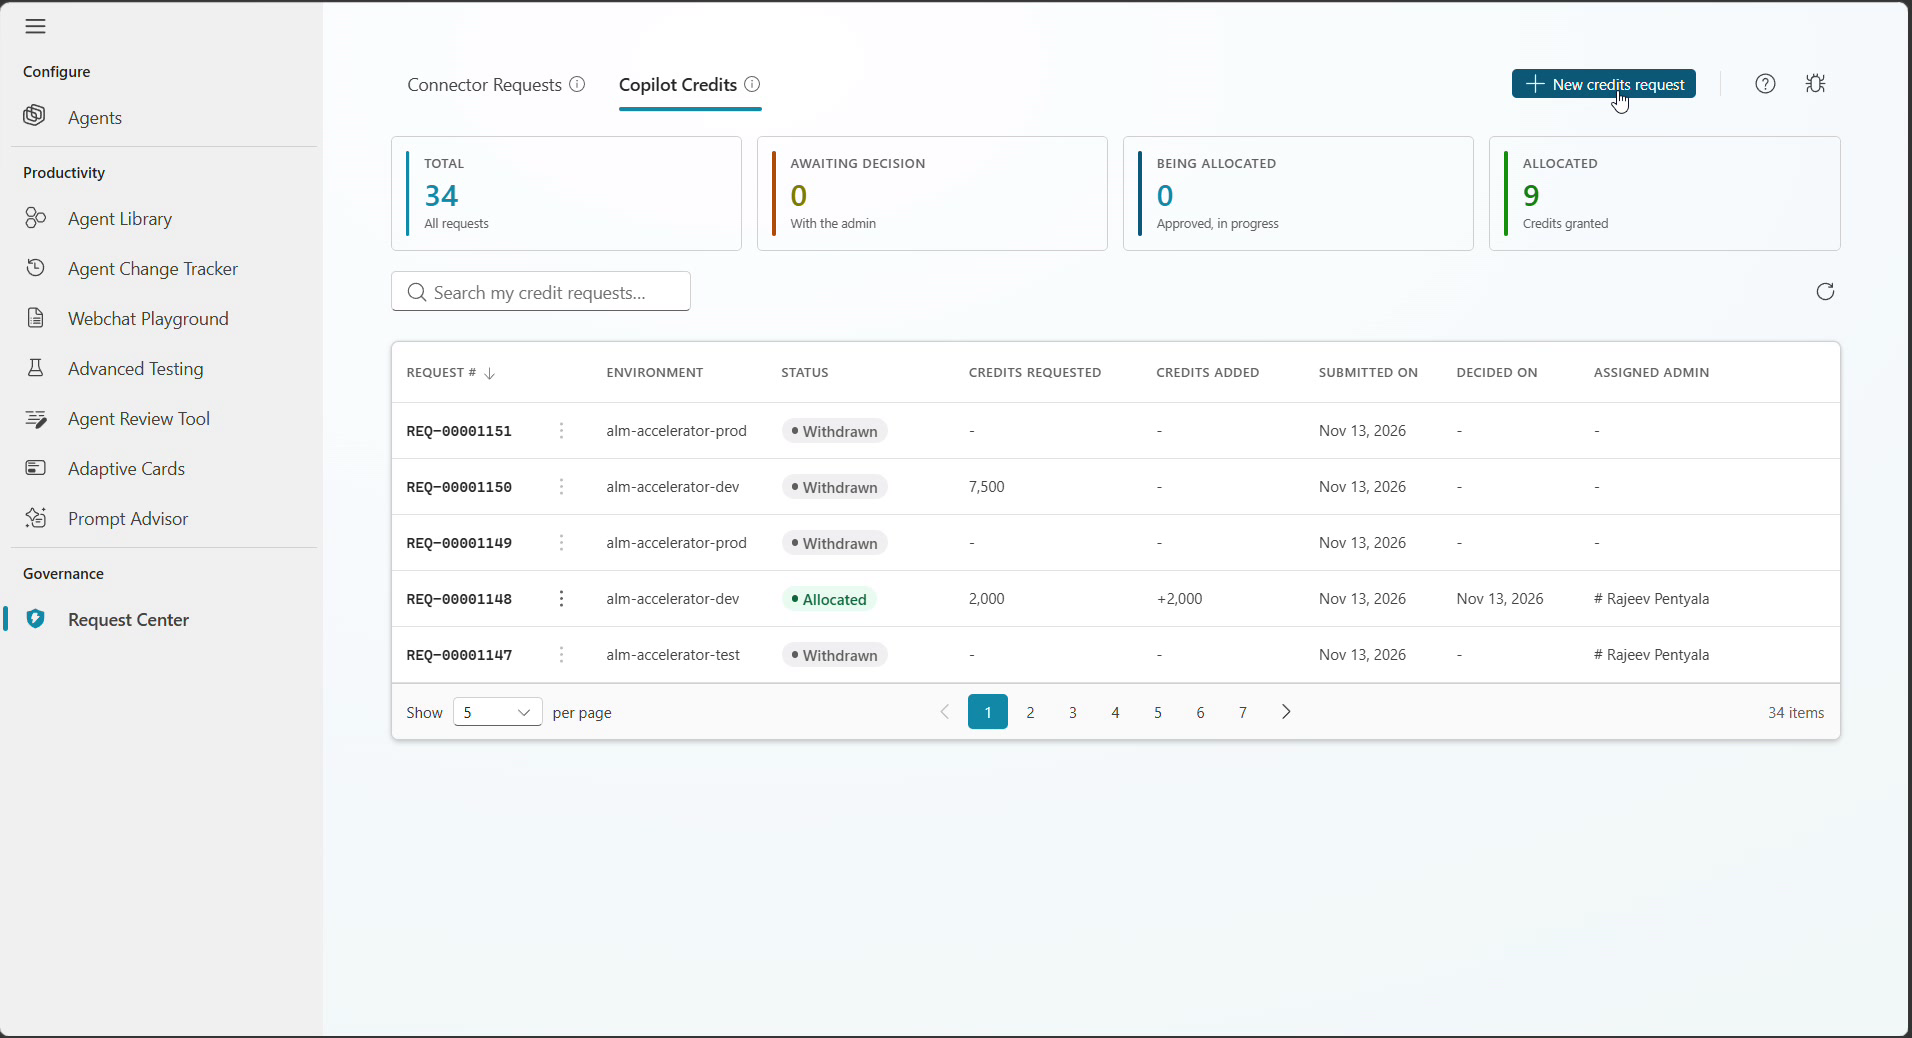 Configure
Agents
Productivity
Agent Library
Agent Change Tracker
Webchat Playground
Advanced Testing
Agent Review Tool
Adaptive Cards
Prompt Advisor
Governance
Request Center
Connector Requests
Copilot Credits
New credits request
TOTAL
34
All requests
AWAITING DECISION
0
With the admin
BEING ALLOCATED
0
Approved, in progress
ALLOCATED
9
Credits granted
Search my credit requests...
REQUEST # ENVIRONMENT STATUS CREDITS REQUESTED CREDITS ADDED SUBMITTED ON DECIDED ON ASSIGNED ADMIN
REQ-00001151 alm-accelerator-prod Withdrawn - - Nov 13, 2026 - -
REQ-00001150 alm-accelerator-dev Withdrawn 7,500 - Nov 13, 2026 - -
REQ-00001149 alm-accelerator-prod Withdrawn - - Nov 13, 2026 - -
REQ-00001148 alm-accelerator-dev Allocated 2,000 +2,000 Nov 13, 2026 Nov 13, 2026 # Rajeev Pentyala
REQ-00001147 alm-accelerator-test Withdrawn - - Nov 13, 2026 - # Rajeev Pentyala
Show 5 per page 1 2 3 4 5 6 7 34 items